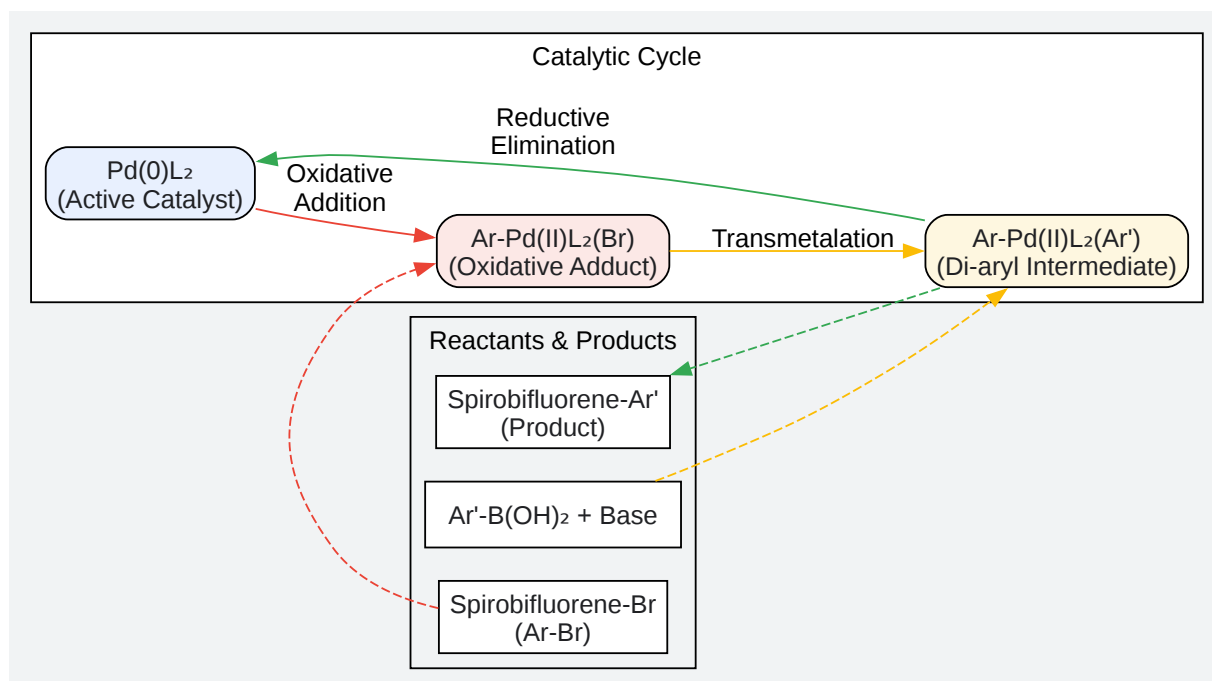 Catalytic Cycle
Reductive
Elimination
Pd(0)L₂
(Active Catalyst)
Oxidative
Addition
Ar-Pd(II)L₂(Br)
(Oxidative Adduct)
Transmetalation
Ar-Pd(II)L₂(Ar')
(Di-aryl Intermediate)
Reactants & Products
Spirobifluorene-Ar'
(Product)
Ar'-B(OH)₂ + Base
Spirobifluorene-Br
(Ar-Br)